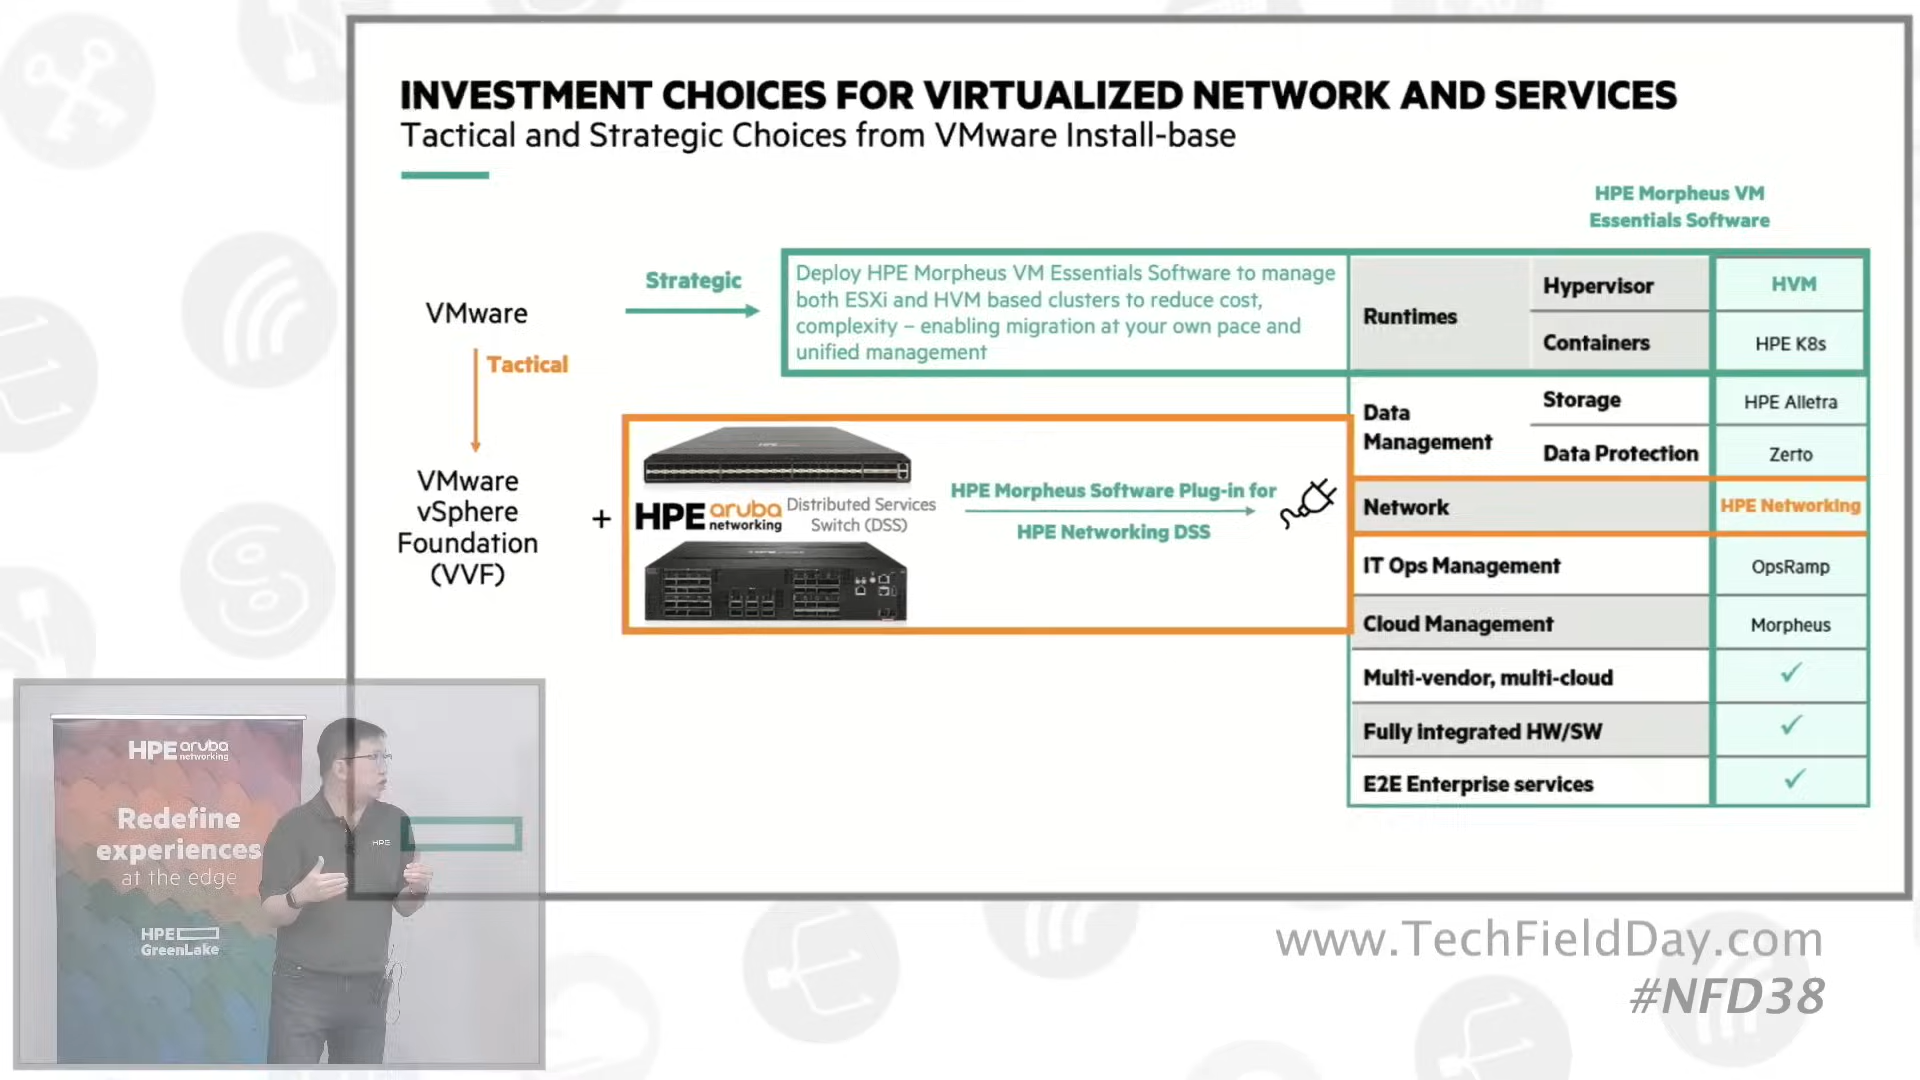 INVESTMENT CHOICES FOR VIRTUALIZED NETWORK AND SERVICES
Tactical and Strategic Choices from VMware Install-base
HPE Morpheus VM
Essentials Software
VMware
Strategic
Deploy HPE Morpheus VM Essentials Software to manage
both ESXi and HVM based clusters to reduce cost,
complexity – enabling migration at your own pace and
unified management
Tactical
VMware
vSphere
Foundation
(VVF)
+
HPE aruba networking
Distributed Services
Switch (DSS)
HPE Morpheus Software Plug-in for
HPE Networking DSS
Runtimes
Hypervisor
HVM
Containers
HPE K8s
Data
Management
Storage
HPE Alletra
Data Protection
Zerto
Network
HPE Networking
IT Ops Management
OpsRamp
Cloud Management
Morpheus
Multi-vendor, multi-cloud
✓
Fully integrated HW/SW
✓
E2E Enterprise services
✓
HPE aruba networking
Redefine
experiences
at the edge
HPE
GreenLake
HPE
www.TechFieldDay.com
#NFD38